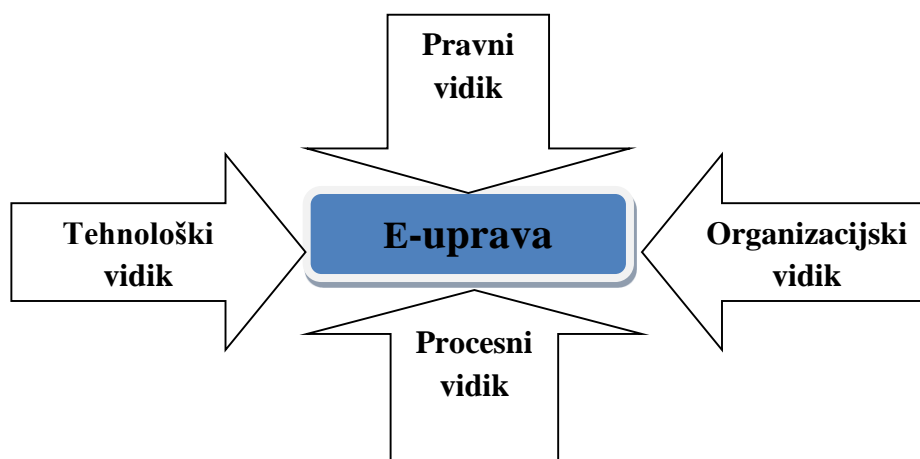 Pravni
vidik
Tehnološki
vidik
E-uprava
Organizacijski
vidik
Procesni
vidik